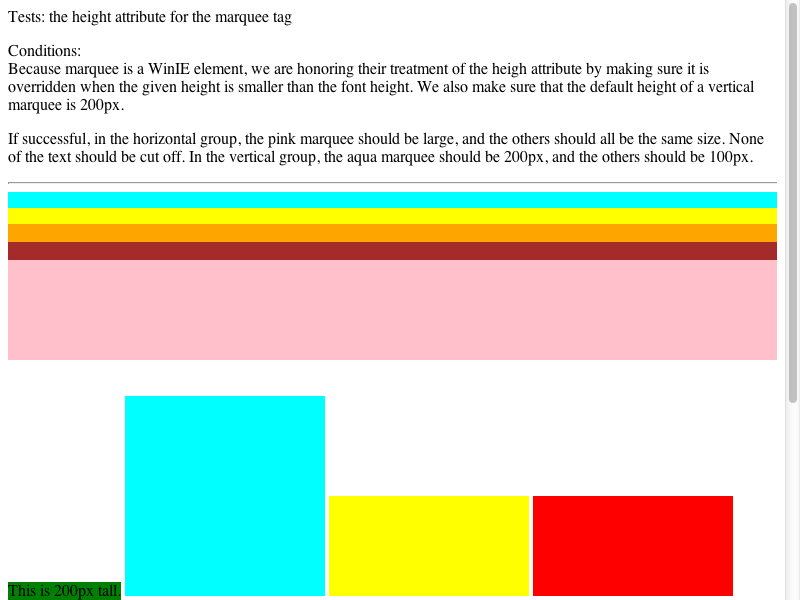 Tests: the height attribute for the marquee tag
Conditions:
Because marquee is a WinIE element, we are honoring their treatment of the heigh attribute by making sure it is
overridden when the given height is smaller than the font height. We also make sure that the default height of a vertical
marquee is 200px.
If successful, in the horizontal group, the pink marquee should be large, and the others should all be the same size. None
of the text should be cut off. In the vertical group, the aqua marquee should be 200px, and the others should be 100px.
This is 200px tall.